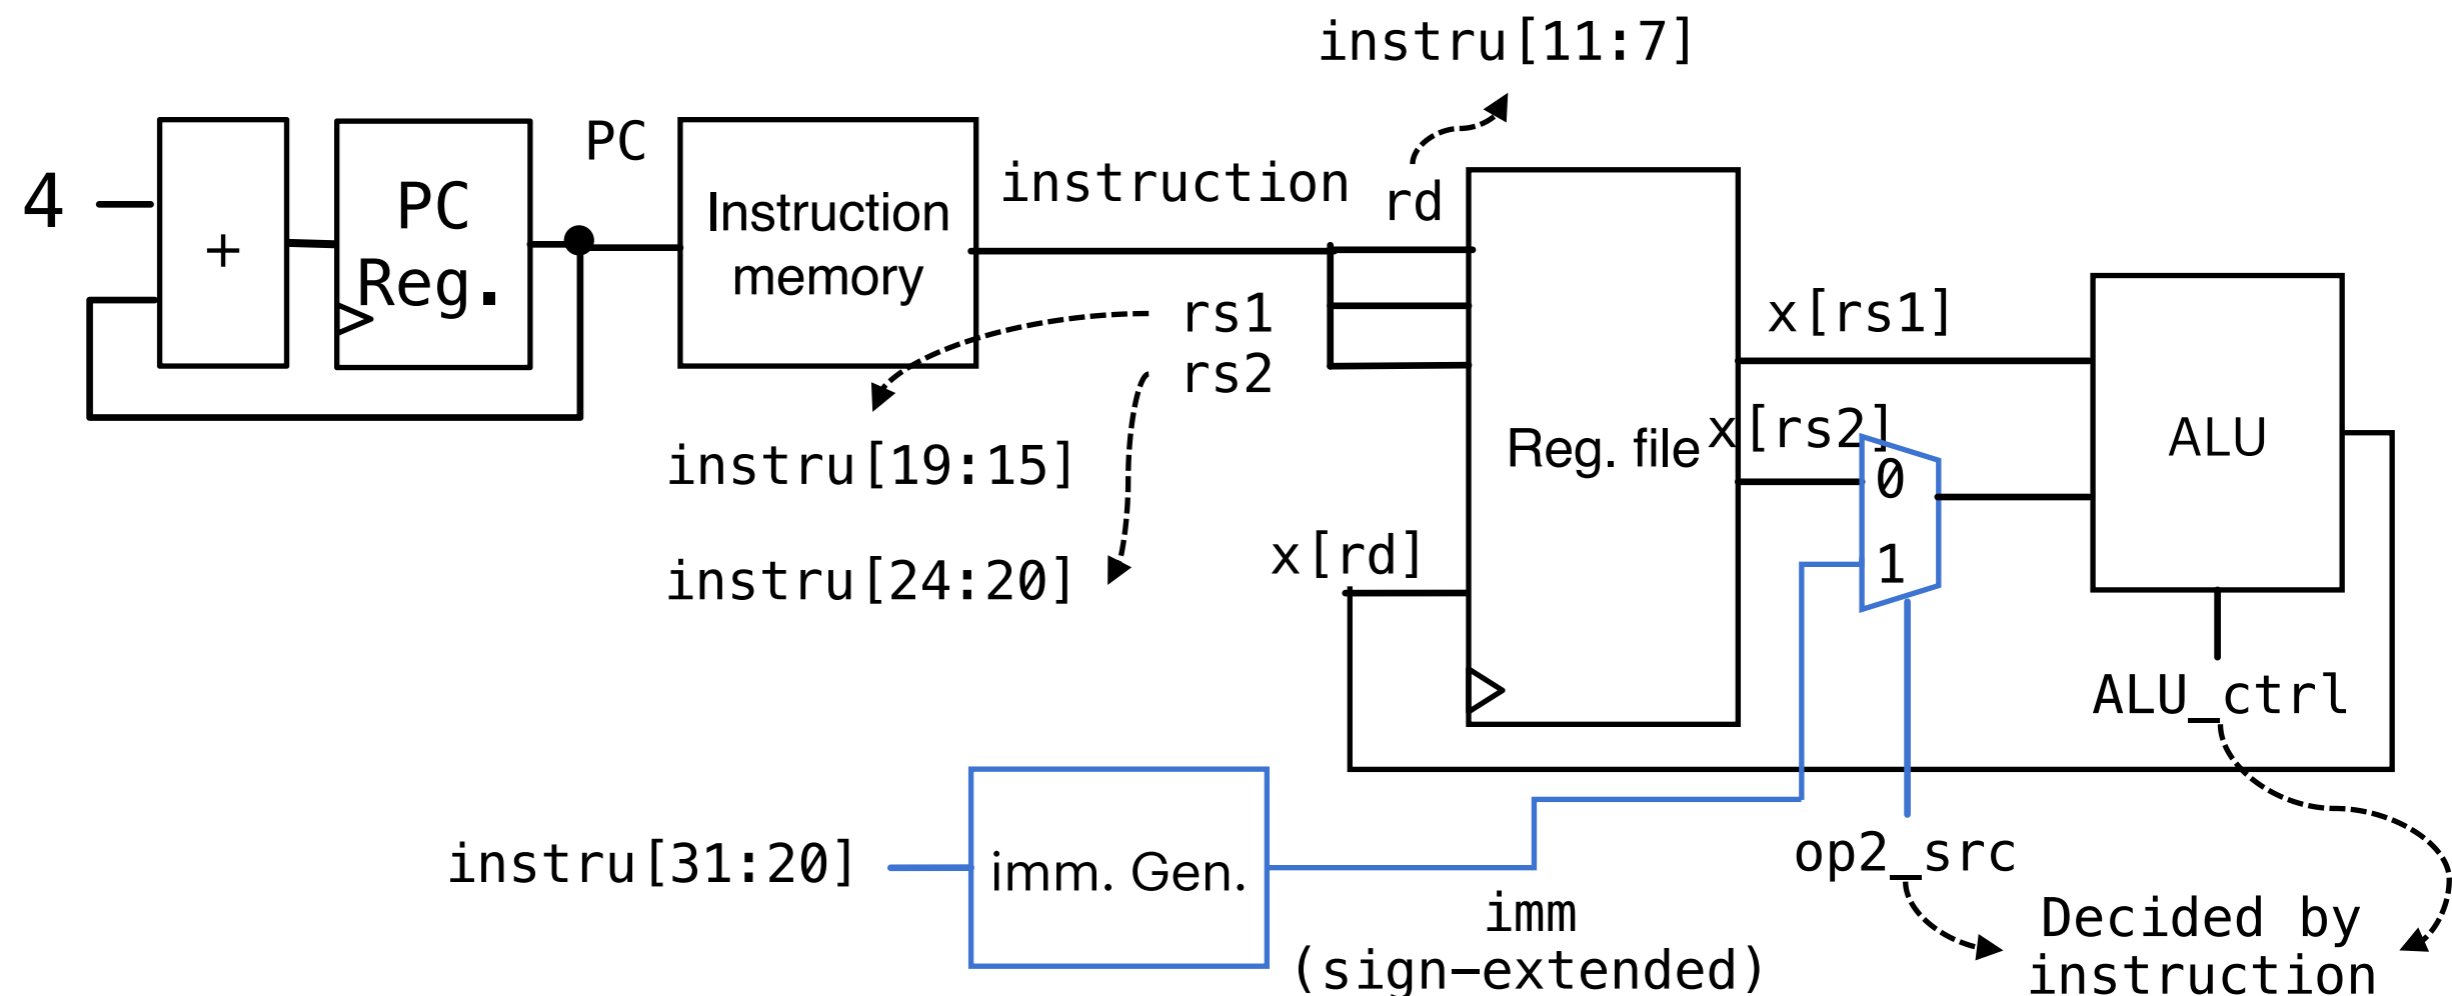 instru[11:7]
4
+
PC
Reg.
PC
Instruction
memory
instruction
rd
rs1
rs2
instru[19:15]
instru[24:20]
Reg. file
x[rs1]
x[rs2]
x[rd]
0
1
ALU
ALU_ctrl
instru[31:20]
imm. Gen.
imm
(sign-extended)
op2_src
Decided by
instruction